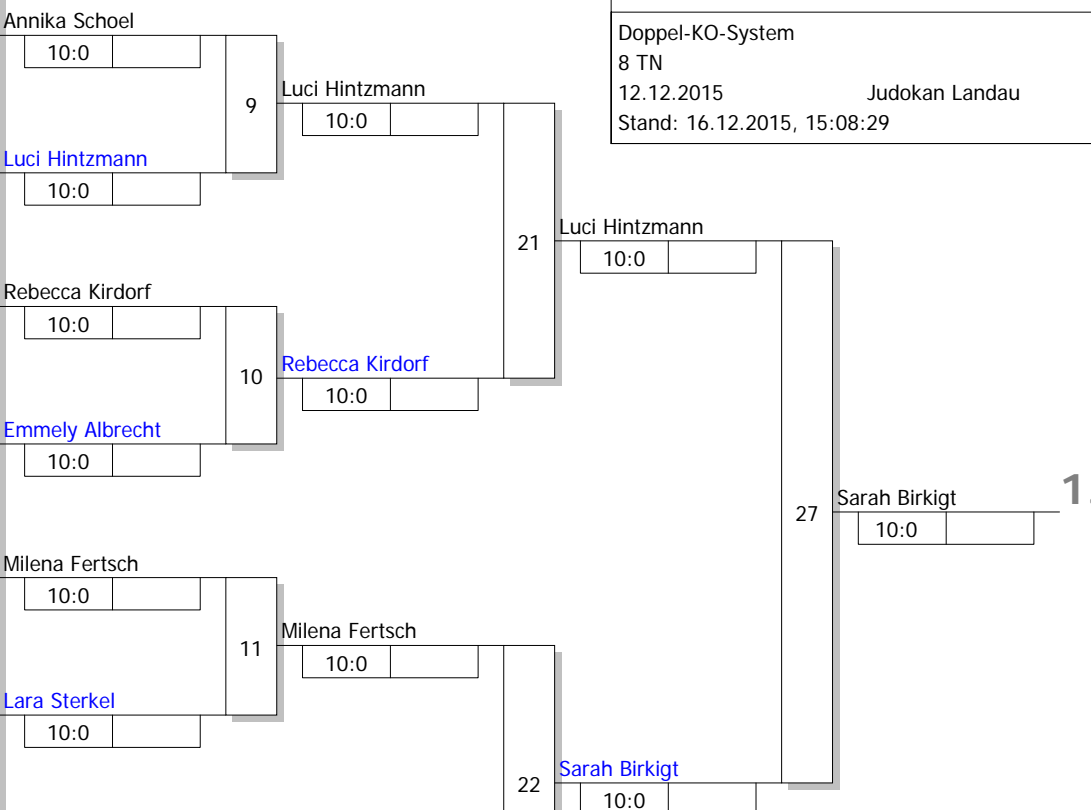 Annika Schoel
10:0
Doppel-KO-System
8 TN
12.12.2015 Judokan Landau
Stand: 16.12.2015, 15:08:29
9
Luci Hintzmann
10:0
Luci Hintzmann
10:0
21
Luci Hintzmann
10:0
Rebecca Kirdorf
10:0
10
Rebecca Kirdorf
10:0
Emmely Albrecht
10:0
27
Sarah Birkigt
10:0
1.
Milena Fertsch
10:0
11
Milena Fertsch
10:0
Lara Sterkel
10:0
22
Sarah Birkigt
10:0